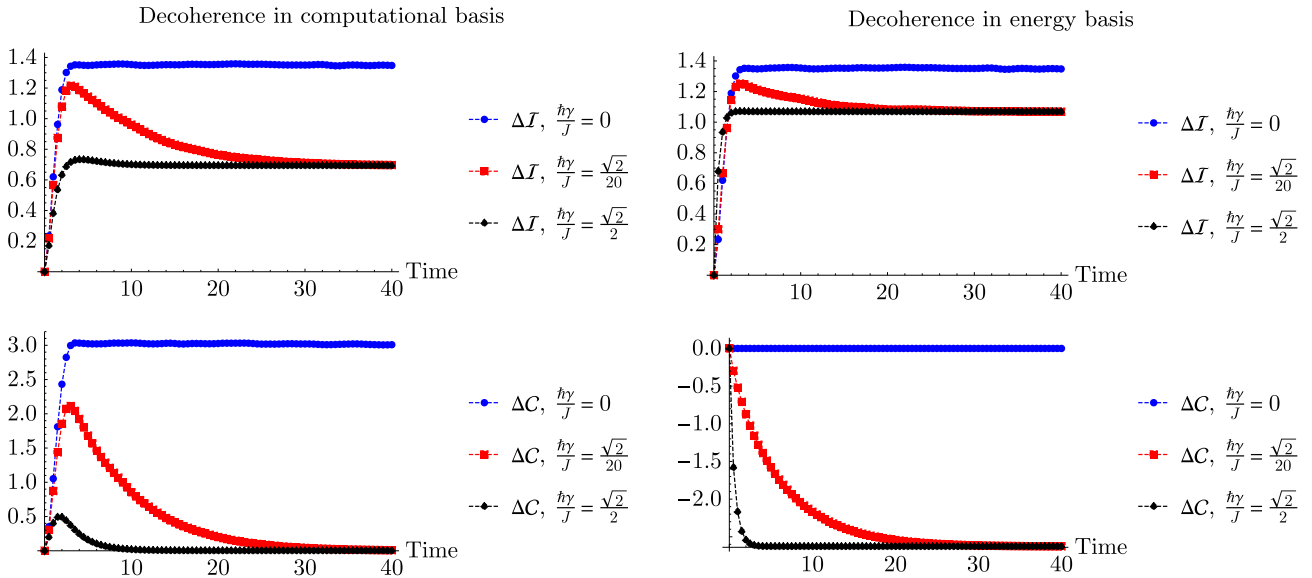 Decoherence in computational basis
1.4
1.2
1.0
0.8
0.6
0.4
0.2
10
20
30
40
Time
Δℐ, ħγ/J = 0
Δℐ, ħγ/J = √2/20
Δℐ, ħγ/J = √2/2
Decoherence in energy basis
1.4
1.2
1.0
0.8
0.6
0.4
0.2
10
20
30
40
Time
Δℐ, ħγ/J = 0
Δℐ, ħγ/J = √2/20
Δℐ, ħγ/J = √2/2
3.0
2.5
2.0
1.5
1.0
0.5
10
20
30
40
Time
Δ𝒞, ħγ/J = 0
Δ𝒞, ħγ/J = √2/20
Δ𝒞, ħγ/J = √2/2
0.0
−0.5
−1.0
−1.5
−2.0
10
20
30
40
Time
Δ𝒞, ħγ/J = 0
Δ𝒞, ħγ/J = √2/20
Δ𝒞, ħγ/J = √2/2